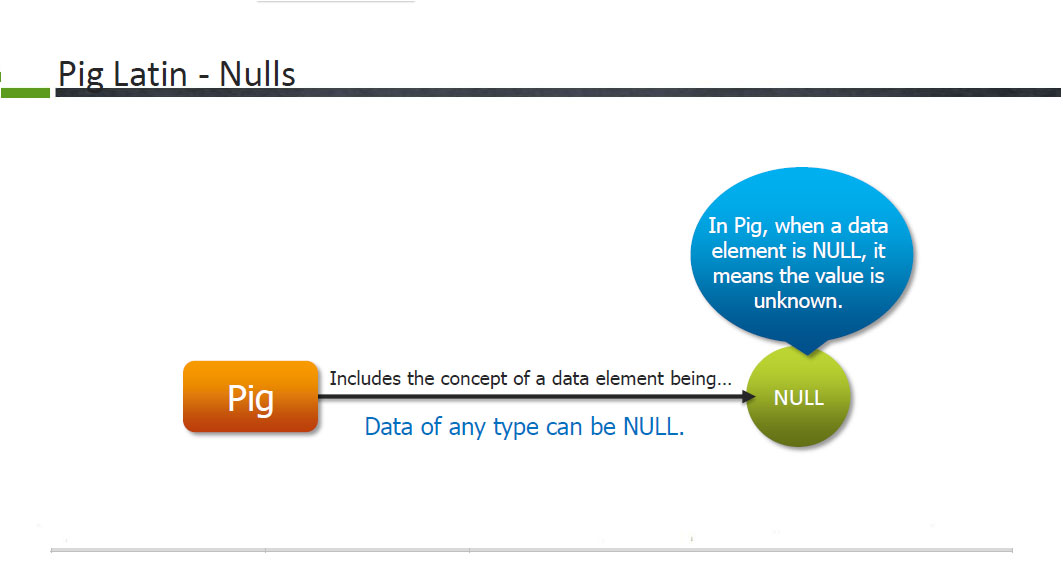 Pig Latin - Nulls
In Pig, when a data
element is NULL, it
means the value is
unknown.
Pig
Includes the concept of a data element being...
NULL
Data of any type can be NULL.